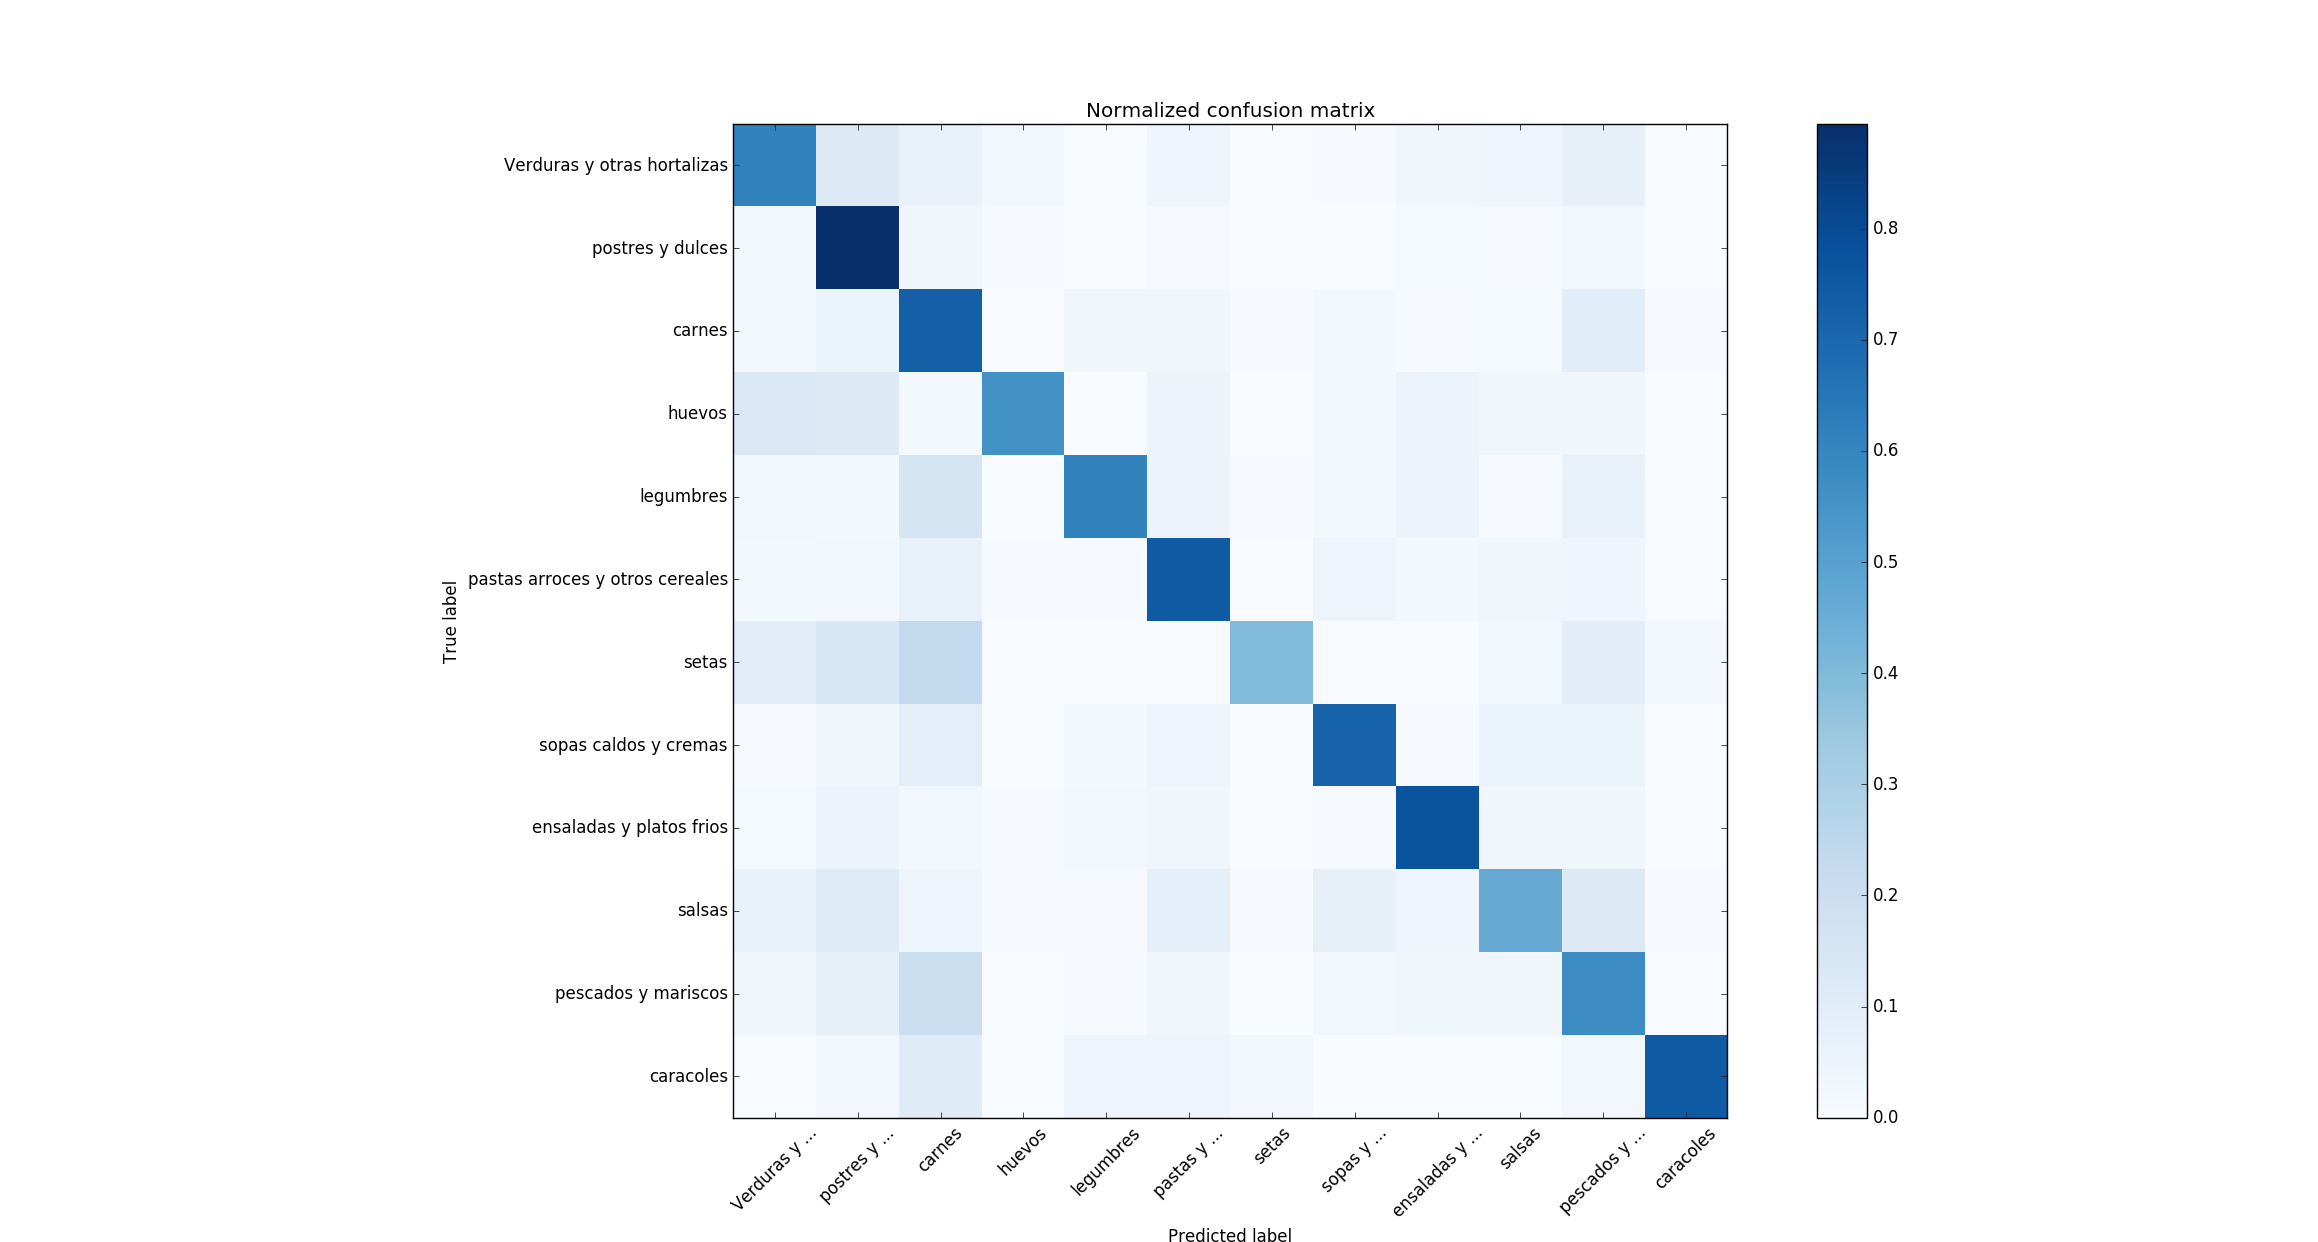 Normalized confusion matrix
Verduras y otras hortalizas
postres y dulces
carnes
huevos
legumbres
pastas arroces y otros cereales
setas
sopas caldos y cremas
ensaladas y platos frios
salsas
pescados y mariscos
caracoles
True label
Verduras y ...
postres y ...
carnes
huevos
legumbres
pastas y ...
setas
sopas y ...
ensaladas y ...
salsas
pescados y ...
caracoles
Predicted label
0.8
0.7
0.6
0.5
0.4
0.3
0.2
0.1
0.0